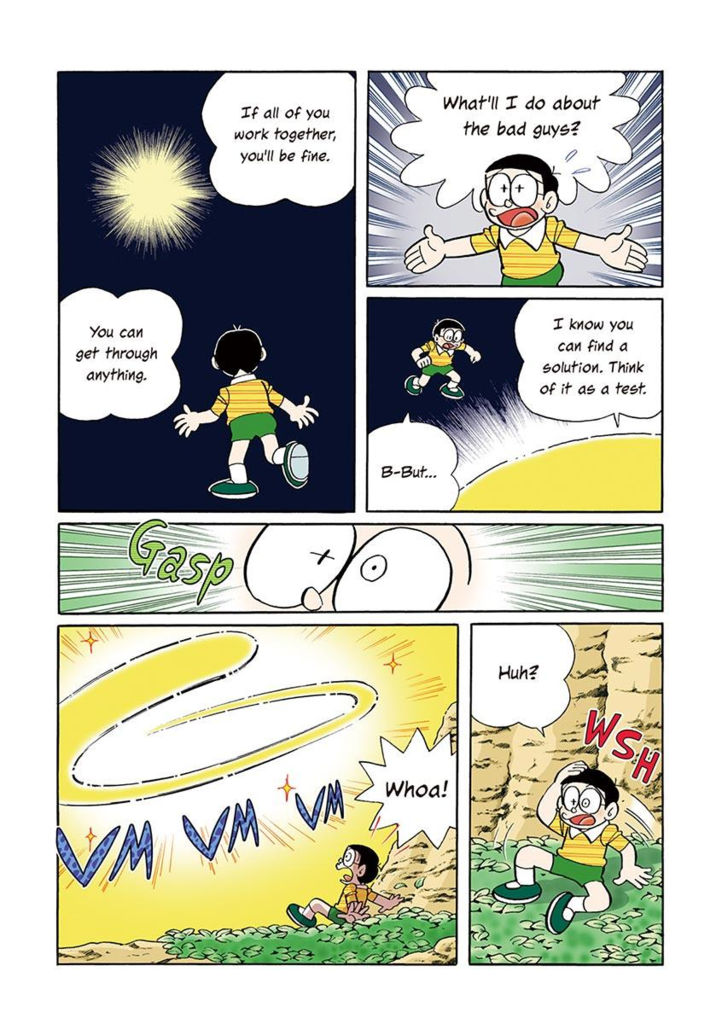 If all of you
work together,
you'll be fine.
You can
get through
anything.
What'll I do about
the bad guys?
I know you
can find a
solution. Think
of it as a test.
B-But...
Gasp
Whoa!
VM VM VM
Huh?
WSH